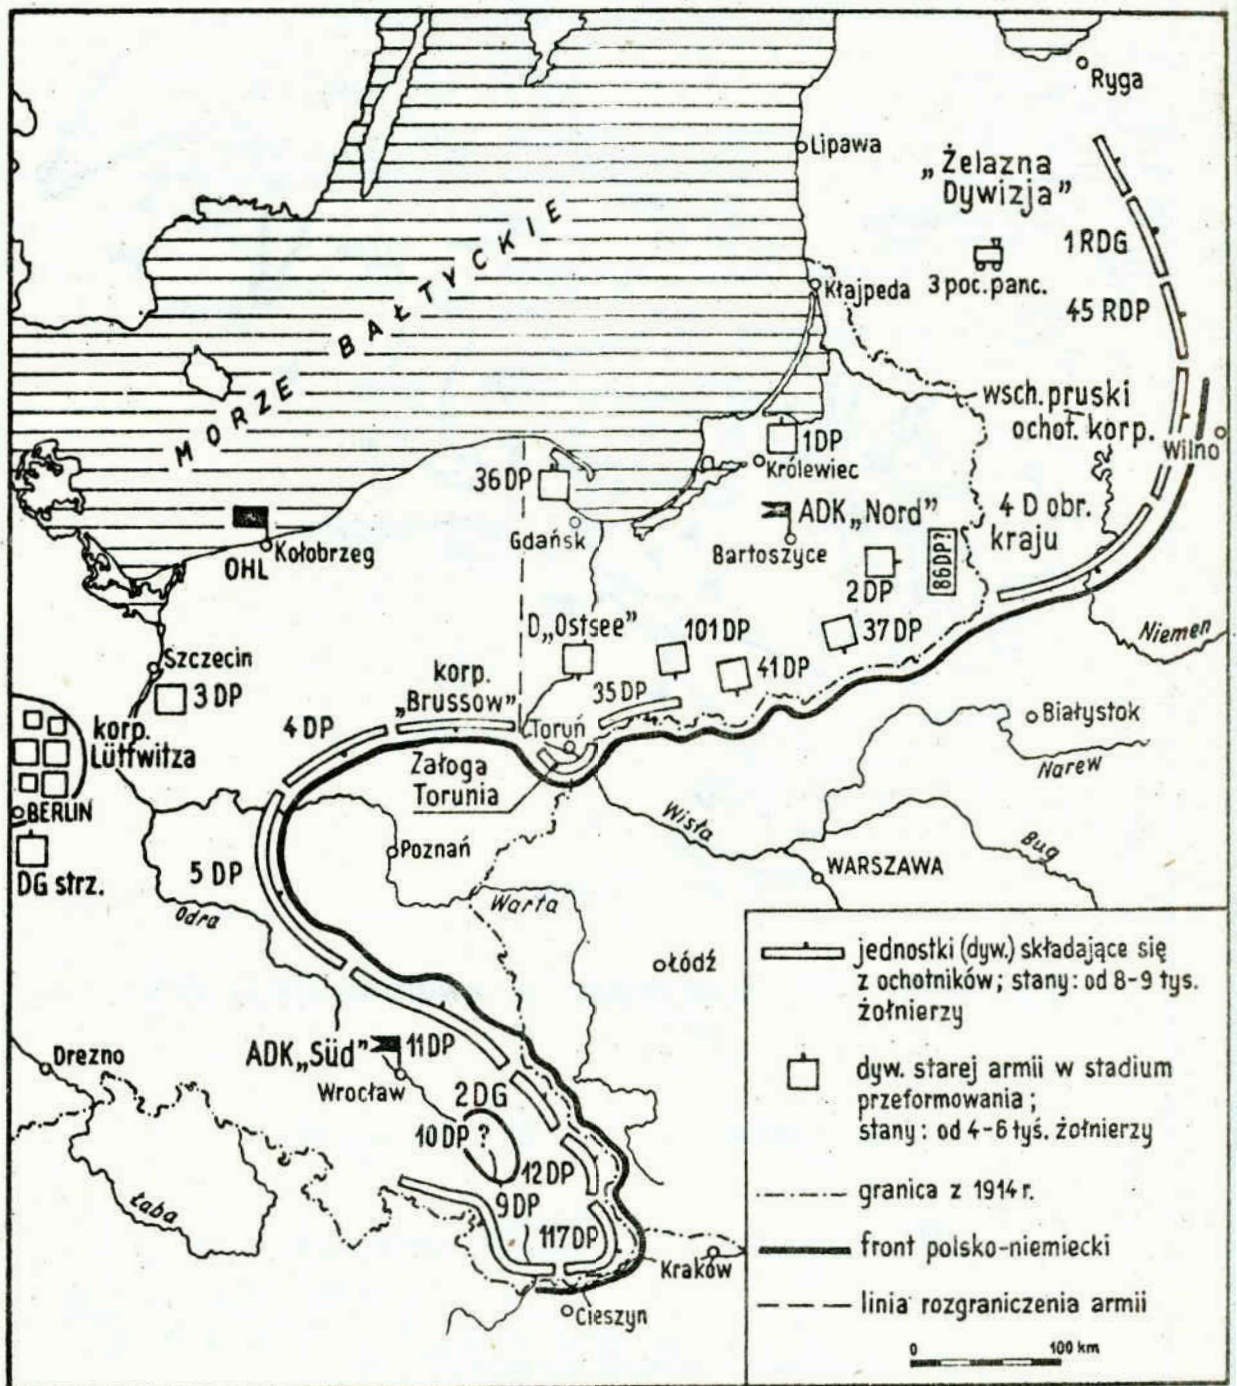 Ryga
Lipawa
„Żelazna
Dywizja”
1 RDG
3 poc. panc.
Kłajpeda
45 RDP
MORZE BAŁTYCKIE
wsch. pruski
ochot. korp.
Wilno
1 DP
Królewiec
36 DP
Gdańsk
ADK „Nord”
Bartoszyce
4 D obr.
kraju
86 DP?
2 DP
OHL
Kołobrzeg
D „Ostsee”
101 DP
37 DP
41 DP
Niemen
Szczecin
3 DP
korp.
„Brussow”
35 DP
4 DP
Toruń
Białystok
korp.
Lüttwitza
Załoga
Torunia
Narew
BERLIN
Wisła
Bug
5 DP
Poznań
WARSZAWA
DG strz.
Odra
Warta
Łódź
Drezno
ADK „Süd”
11 DP
Wrocław
2 DG
10 DP ?
12 DP
9 DP
Łaba
117 DP
Kraków
Cieszyn
jednostki (dyw.) składające się
z ochotników; stany: od 8-9 tys.
żołnierzy
dyw. starej armii w stadium
przeformowania;
stany: od 4-6 tyś. żołnierzy
granica z 1914 r.
front polsko-niemiecki
linia rozgraniczenia armii
0 100 km